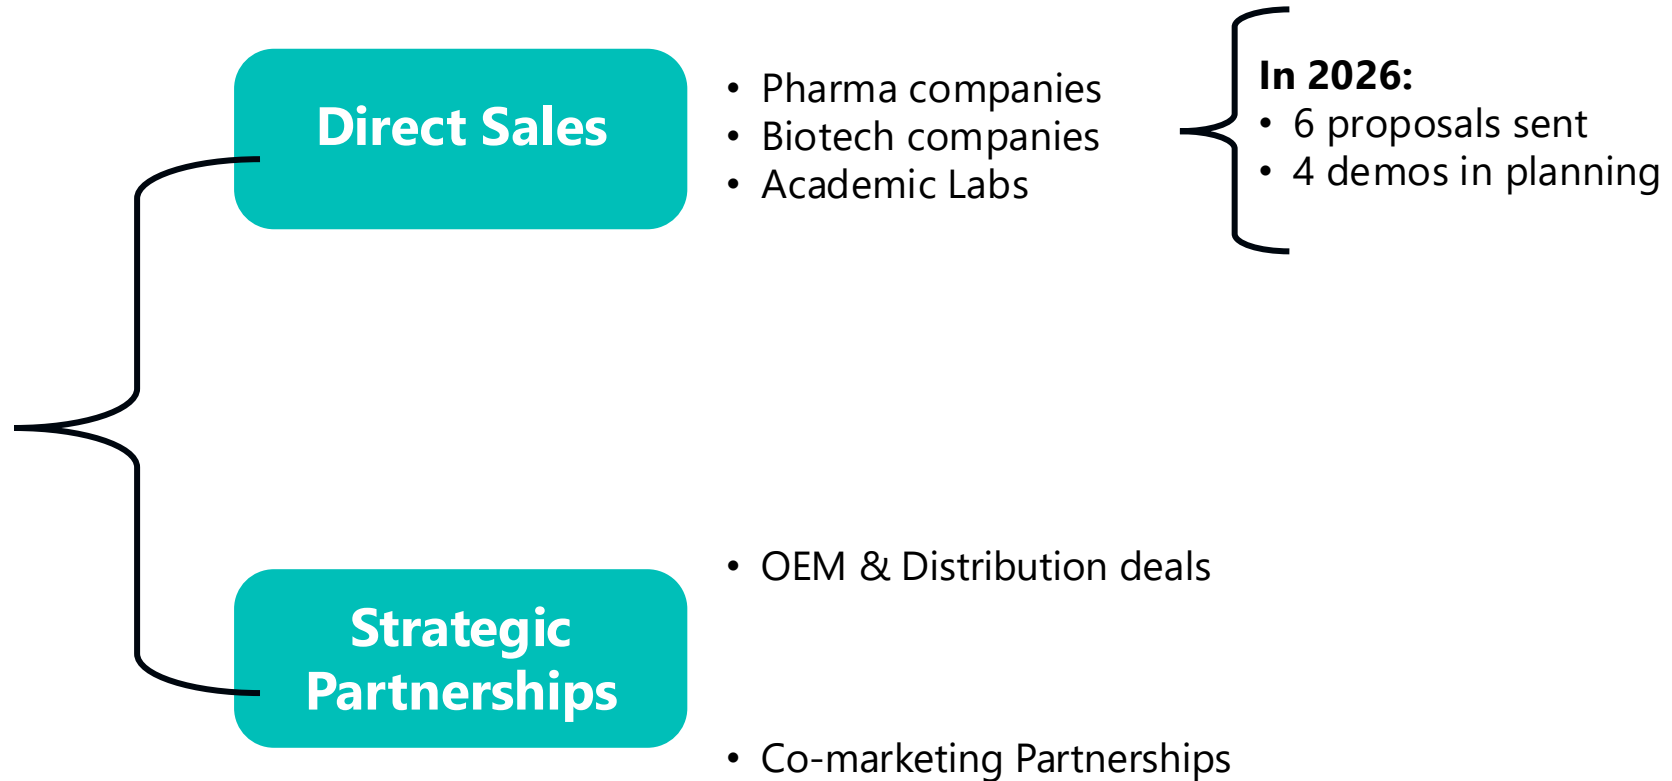 Direct Sales
• Pharma companies
• Biotech companies
• Academic Labs
In 2026:
• 6 proposals sent
• 4 demos in planning
Strategic
Partnerships
• OEM & Distribution deals
• Co-marketing Partnerships